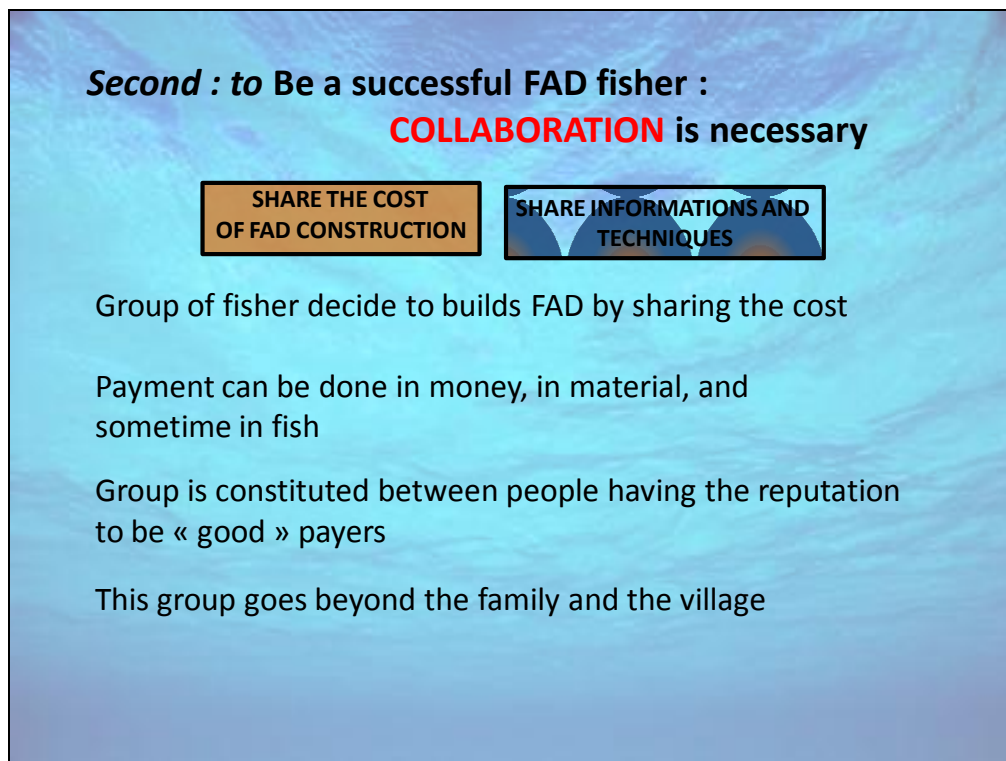 Second : to Be a successful FAD fisher :
COLLABORATION is necessary
SHARE THE COST
OF FAD CONSTRUCTION
SHARE INFORMATIONS AND
TECHNIQUES
Group of fisher decide to builds FAD by sharing the cost
Payment can be done in money, in material, and
sometime in fish
Group is constituted between people having the reputation
to be « good » payers
This group goes beyond the family and the village